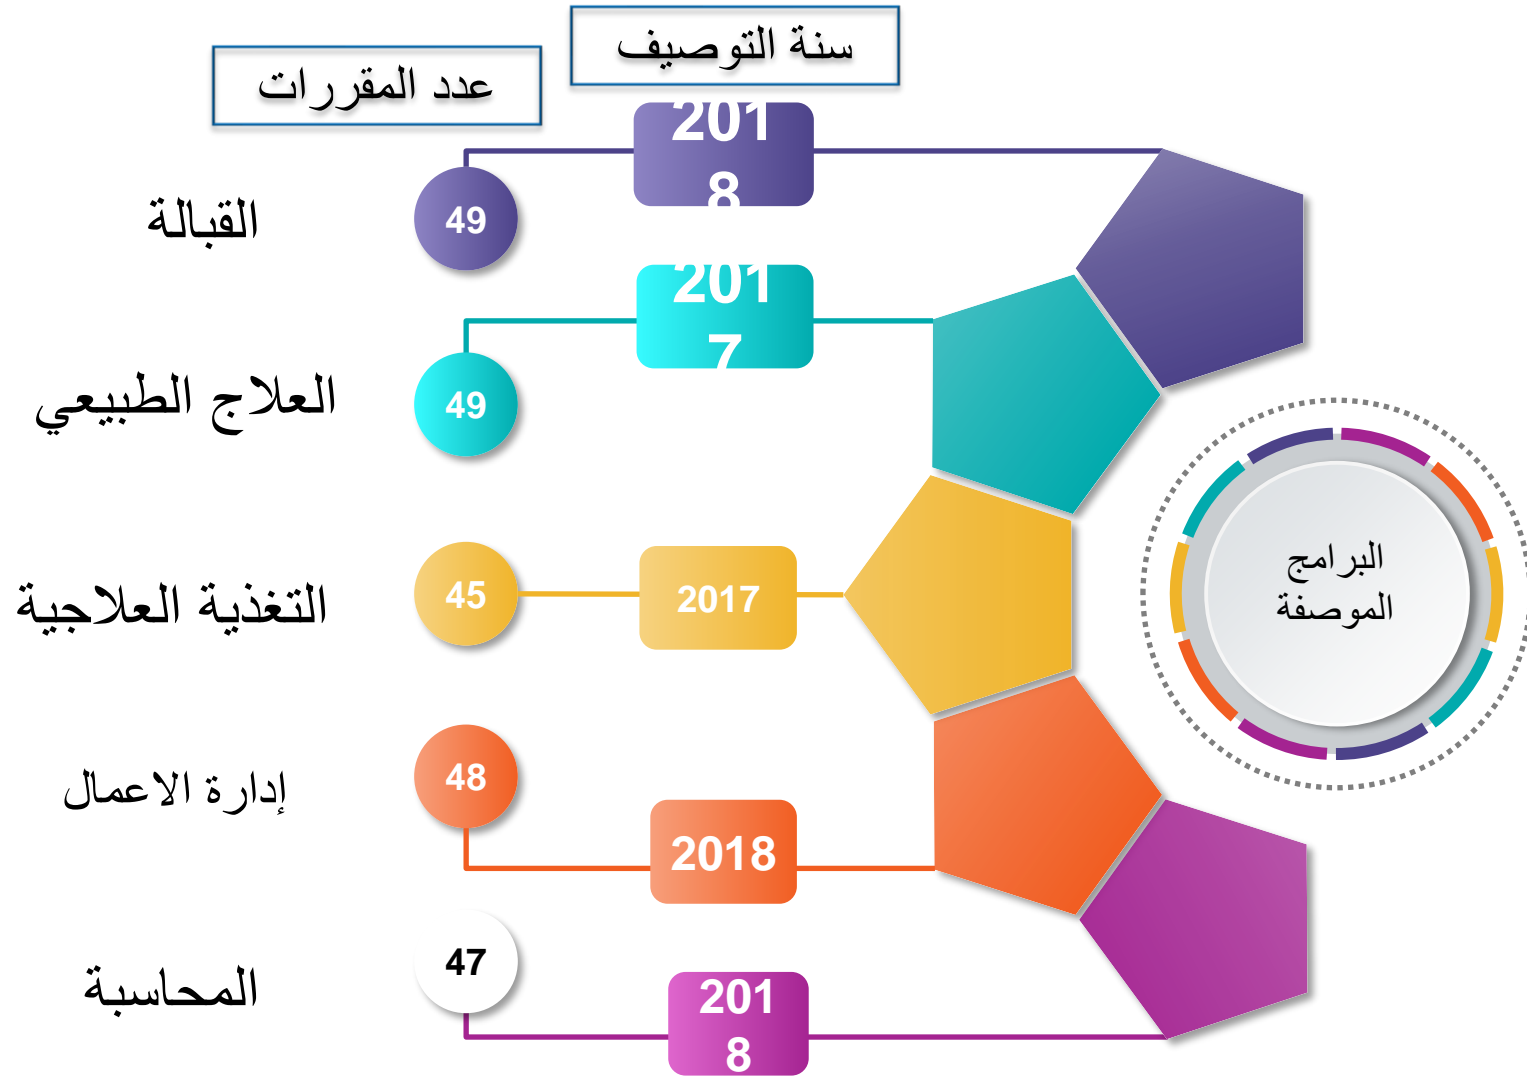 سنة التوصيف
عدد المقررات
201
8
49
القبالة
201
7
49
العلاج الطبيعي
البرامج
الموصفة
2017
45
التغذية العلاجية
48
إدارة الاعمال
2018
47
المحاسبة
201
8